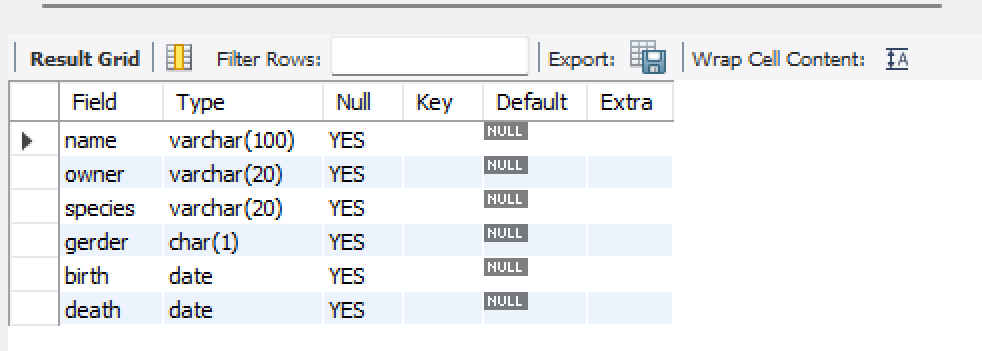 Result Grid Filter Rows: Export: Wrap Cell Content: A
Field Type Null Key Default Extra
name varchar(100) YES NULL
owner varchar(20) YES NULL
species varchar(20) YES NULL
gerder char(1) YES NULL
birth date YES NULL
death date YES NULL